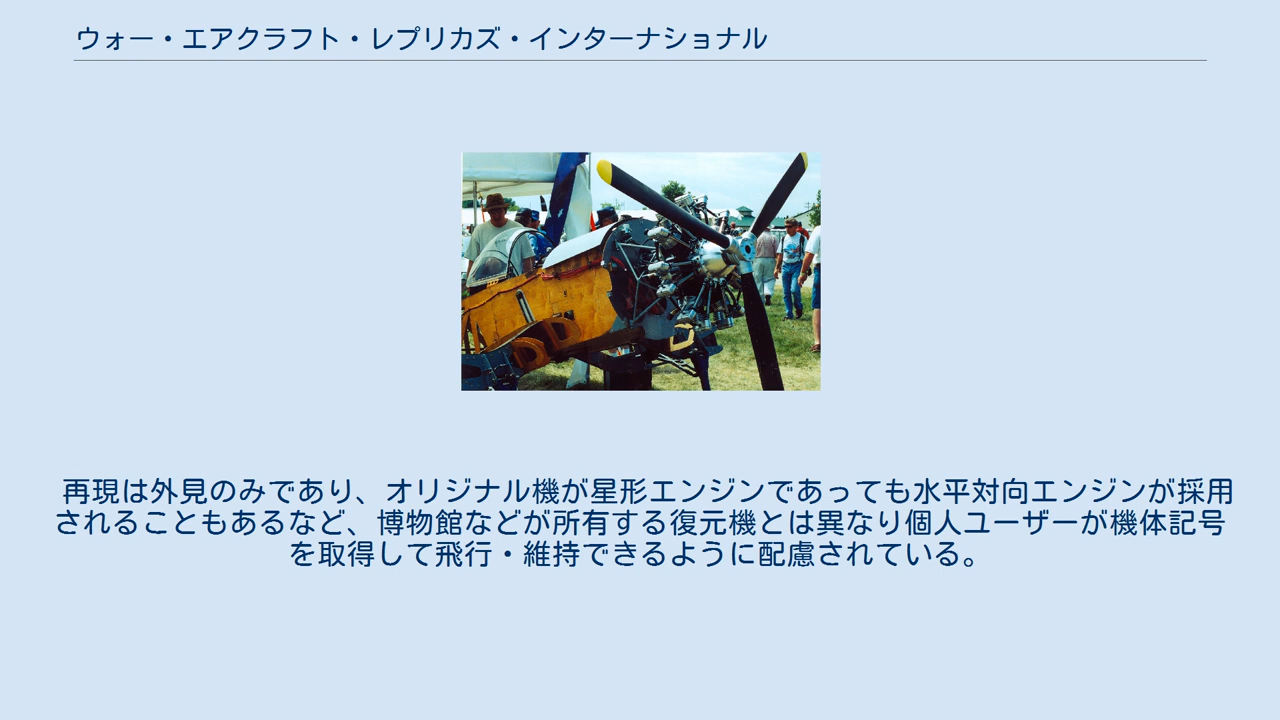 ウォー・エアクラフト・レプリカズ・インターナショナル
再現は外見のみであり、オリジナル機が星形エンジンであっても水平対向エンジンが採用
されることもあるなど、博物館などが所有する復元機とは異なり個人ユーザーが機体記号
を取得して飛行・維持できるように配慮されている。